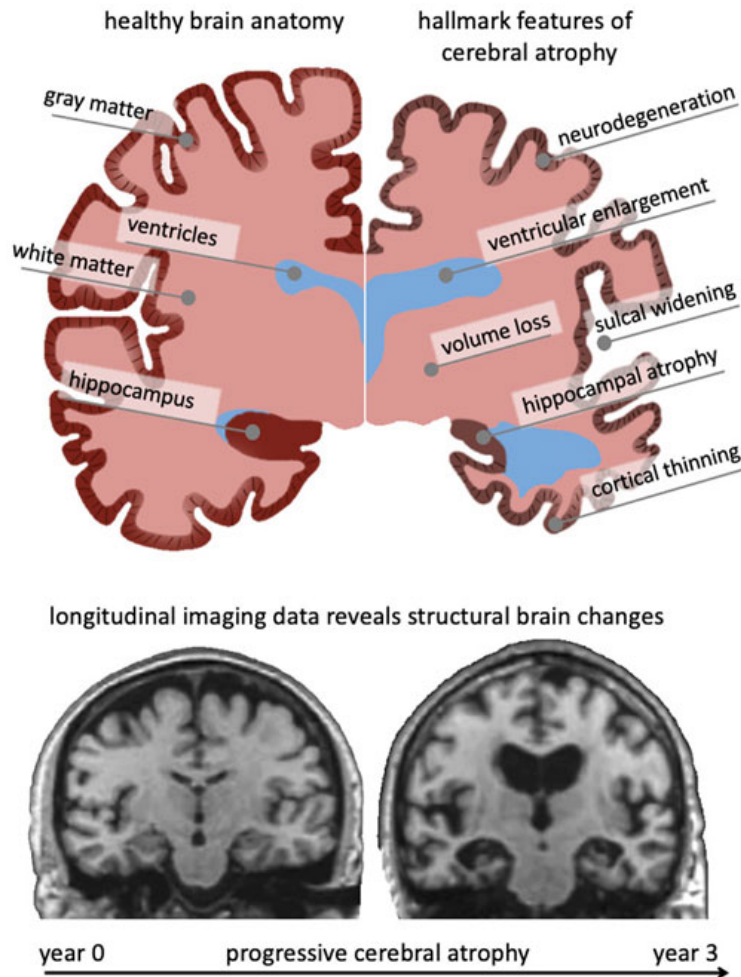 healthy brain anatomy
hallmark features of
cerebral atrophy
gray matter
neurodegeneration
ventricles
ventricular enlargement
white matter
volume loss
sulcal widening
hippocampus
hippocampal atrophy
cortical thinning
longitudinal imaging data reveals structural brain changes
year 0
progressive cerebral atrophy
year 3